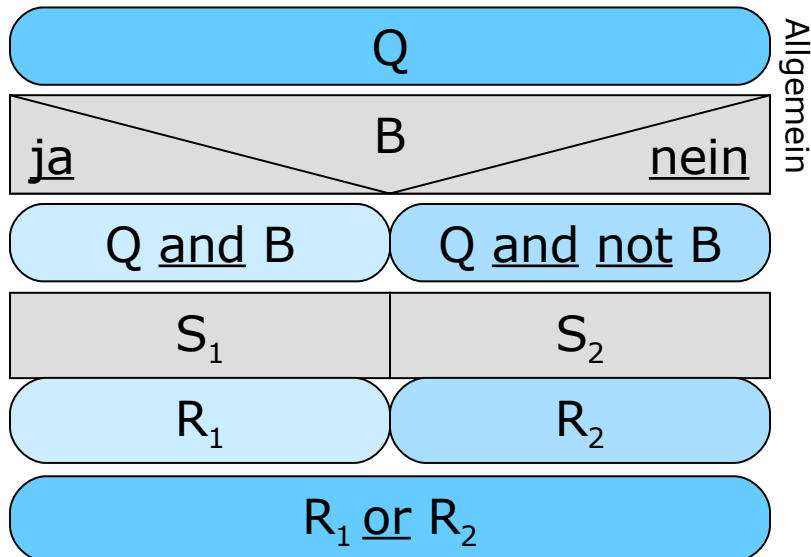 Q
Allgemein
B
ja
nein
Q and B
Q and not B
S₁
S₂
R₁
R₂
R₁ or R₂